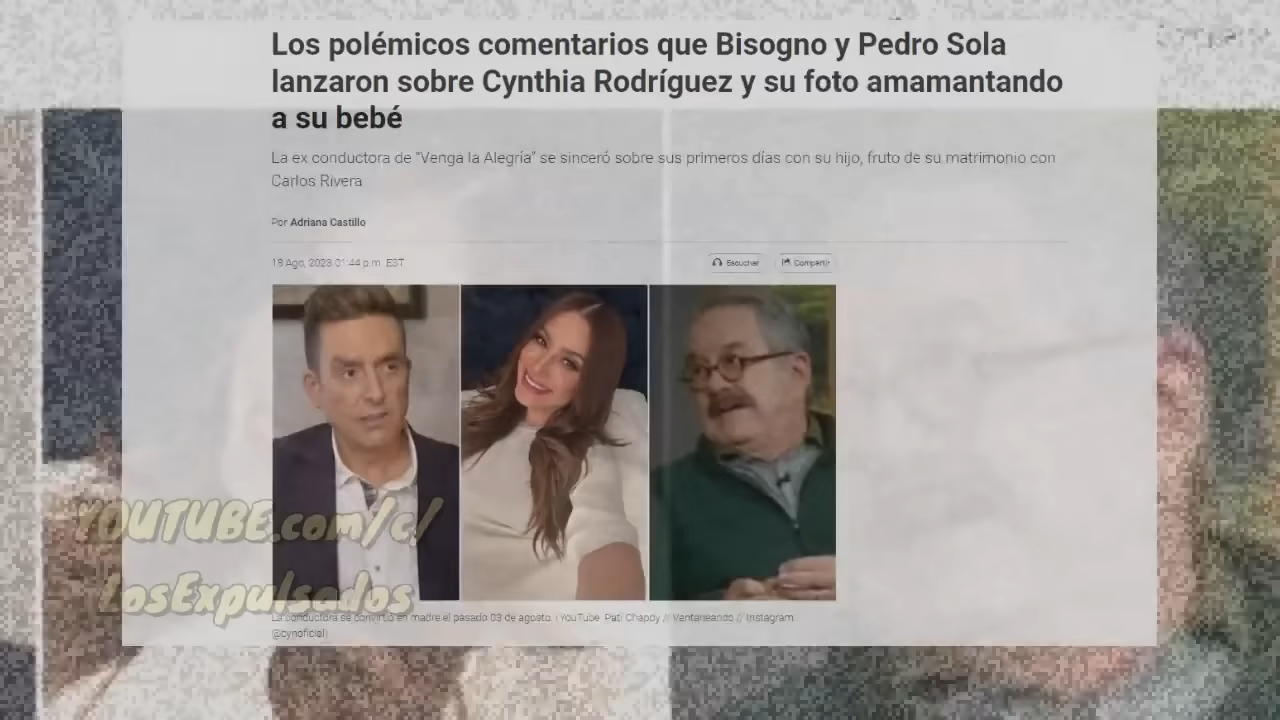 Los polémicos comentarios que Bisogno y Pedro Sola
lanzaron sobre Cynthia Rodríguez y su foto amamantando
a su bebé
La ex conductora de "Venga la Alegría" se sinceró sobre sus primeros días con su hijo, fruto de su matrimonio con
Carlos Rivera
Por Adriana Castillo
18 Ago, 2023 01:44 p.m. EST
Escuchar
Compartir
YOUTUBE.com/c/
LosExpulsados
La conductora se convirtió en madre el pasado 03 de agosto. (YouTube: Pati Chapoy // Ventaneando // Instagram:
@cynoficial)